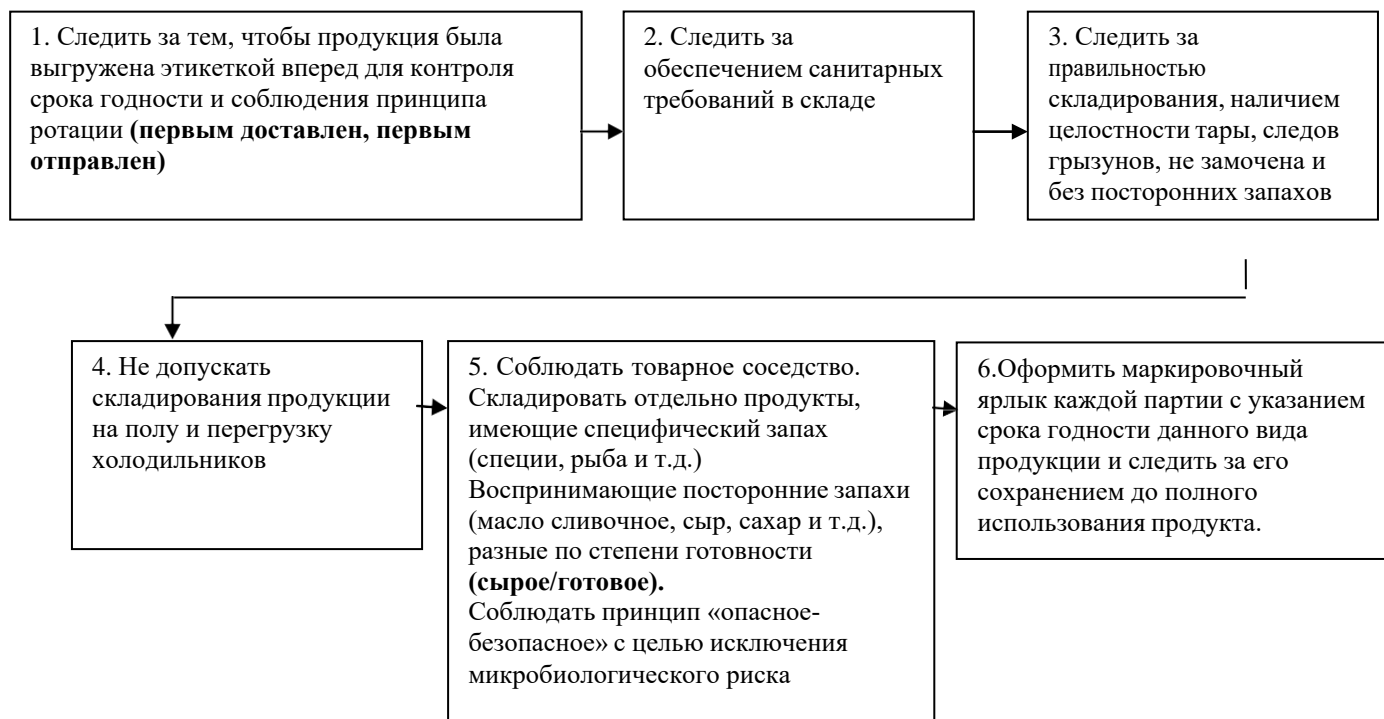 1. Следить за тем, чтобы продукция была
выгружена этикеткой вперед для контроля
срока годности и соблюдения принципа
ротации (первым доставлен, первым
отправлен)
2. Следить за
обеспечением санитарных
требований в складе
3. Следить за
правильностью
складирования, наличием
целостности тары, следов
грызунов, не замочена и
без посторонних запахов
4. Не допускать
складирования продукции
на полу и перегрузку
холодильников
5. Соблюдать товарное соседство.
Складировать отдельно продукты,
имеющие специфический запах
(специи, рыба и т.д.)
Воспринимающие посторонние запахи
(масло сливочное, сыр, сахар и т.д.),
разные по степени готовности
(сырое/готовое).
Соблюдать принцип «опасное-
безопасное» с целью исключения
микробиологического риска
6.Оформить маркировочный
ярлык каждой партии с указанием
срока годности данного вида
продукции и следить за его
сохранением до полного
использования продукта.